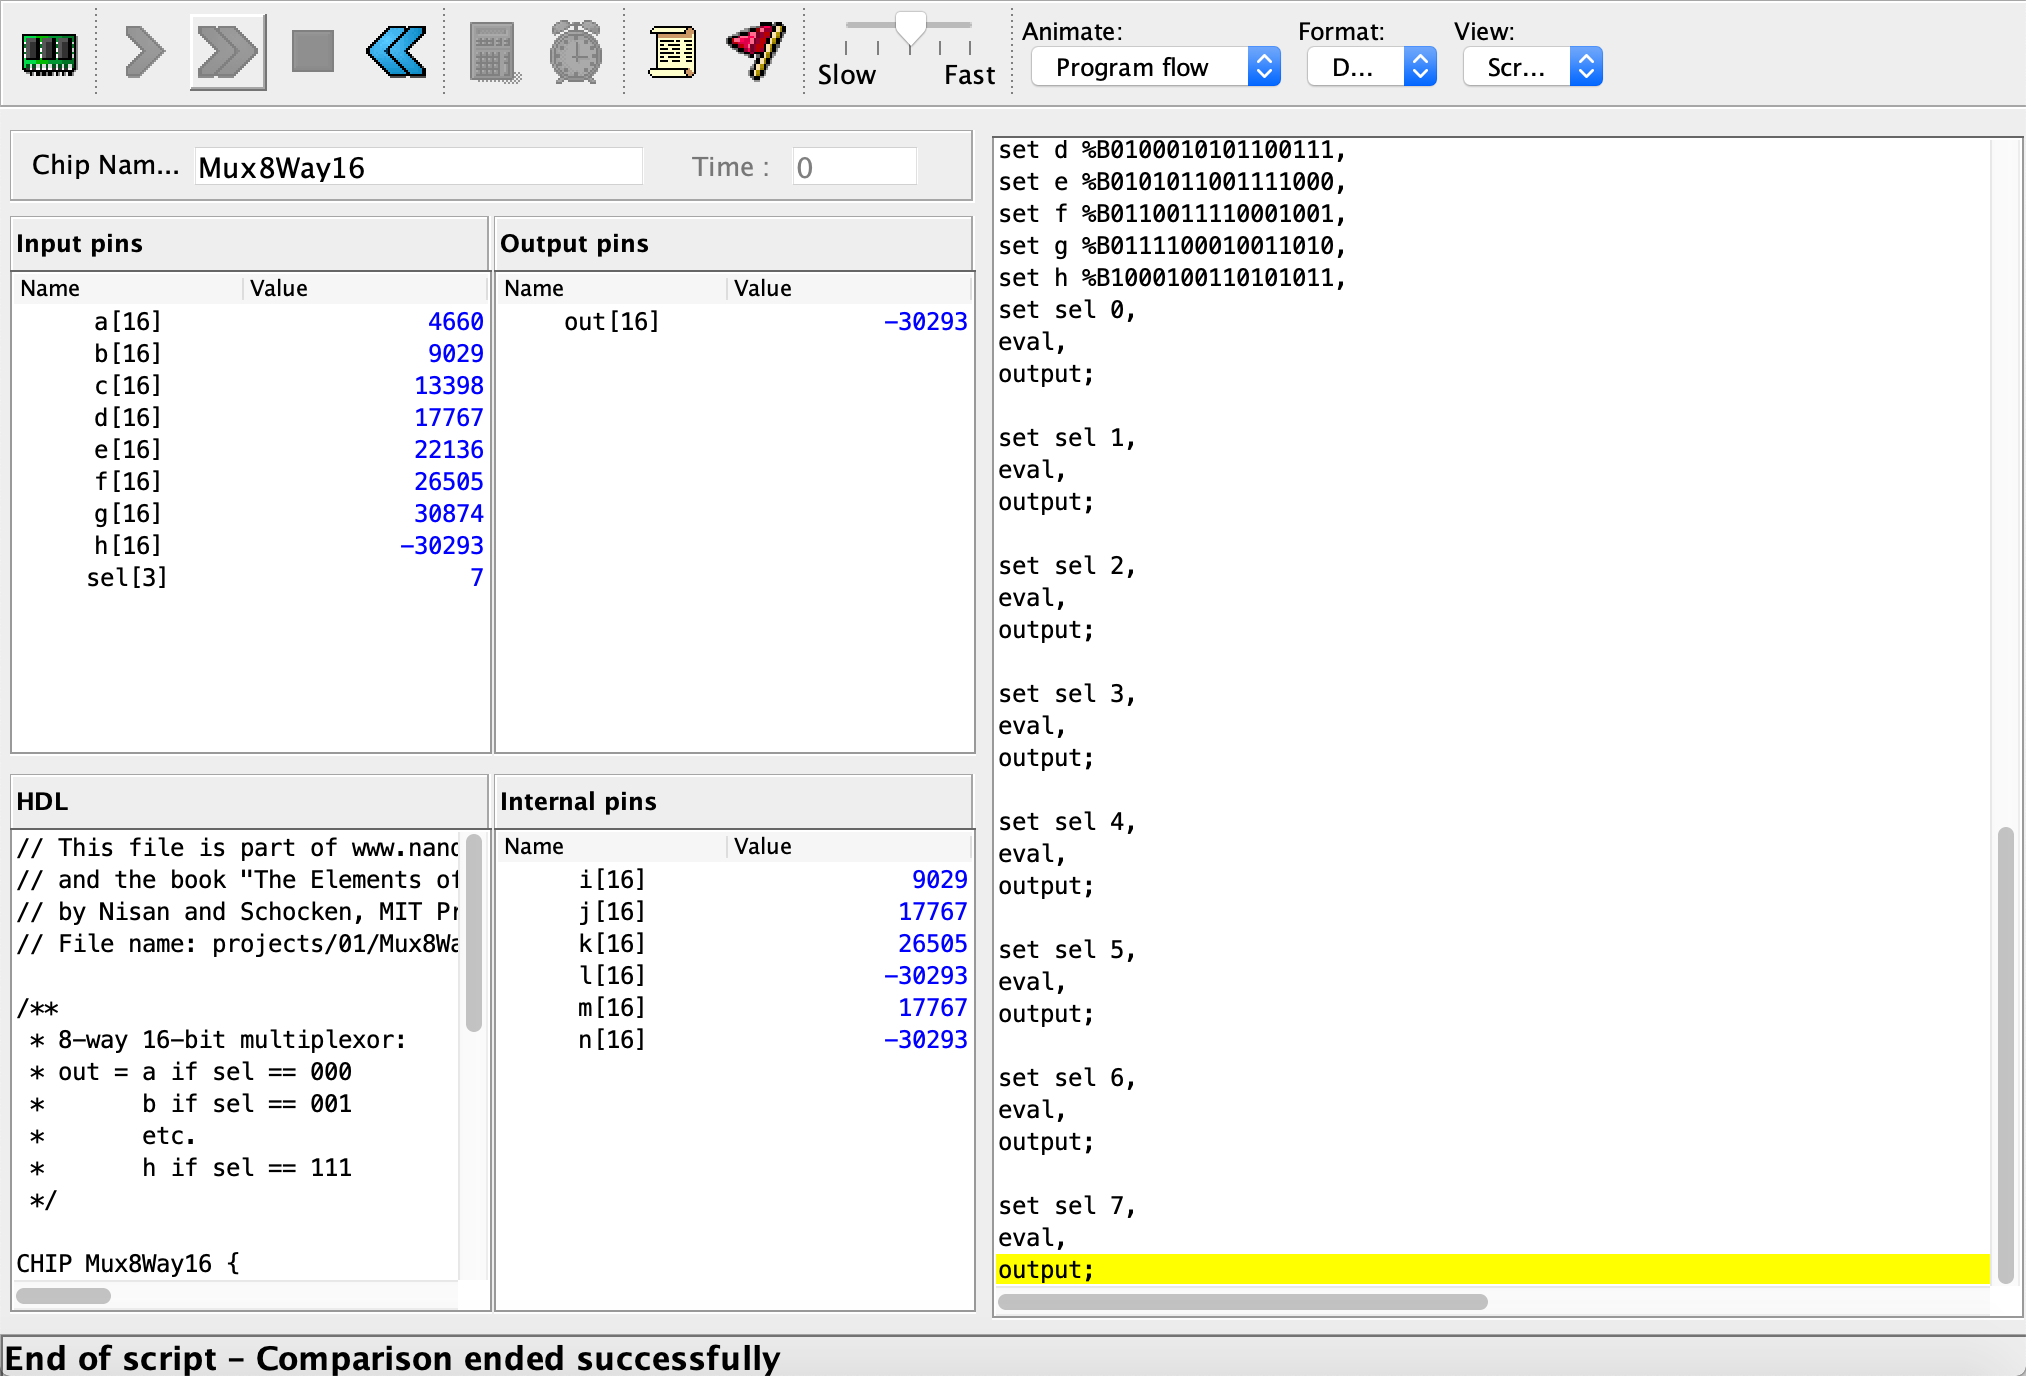 Slow Fast
Animate: Format: View:
Program flow D... Scr...
Chip Nam... Mux8Way16 Time : 0
Input pins
Name Value
a[16] 4660
b[16] 9029
c[16] 13398
d[16] 17767
e[16] 22136
f[16] 26505
g[16] 30874
h[16] -30293
sel[3] 7
Output pins
Name Value
out[16] -30293
HDL
// This file is part of www.nand
// and the book "The Elements of
// by Nisan and Schocken, MIT Pr
// File name: projects/01/Mux8Wa
/**
* 8-way 16-bit multiplexor:
* out = a if sel == 000
* b if sel == 001
* etc.
* h if sel == 111
*/
CHIP Mux8Way16 {
Internal pins
Name Value
i[16] 9029
j[16] 17767
k[16] 26505
l[16] -30293
m[16] 17767
n[16] -30293
set d %B0100010101100111,
set e %B0101011001111000,
set f %B0110011110001001,
set g %B0111100010011010,
set h %B1000100110101011,
set sel 0,
eval,
output;
set sel 1,
eval,
output;
set sel 2,
eval,
output;
set sel 3,
eval,
output;
set sel 4,
eval,
output;
set sel 5,
eval,
output;
set sel 6,
eval,
output;
set sel 7,
eval,
output;
End of script - Comparison ended successfully